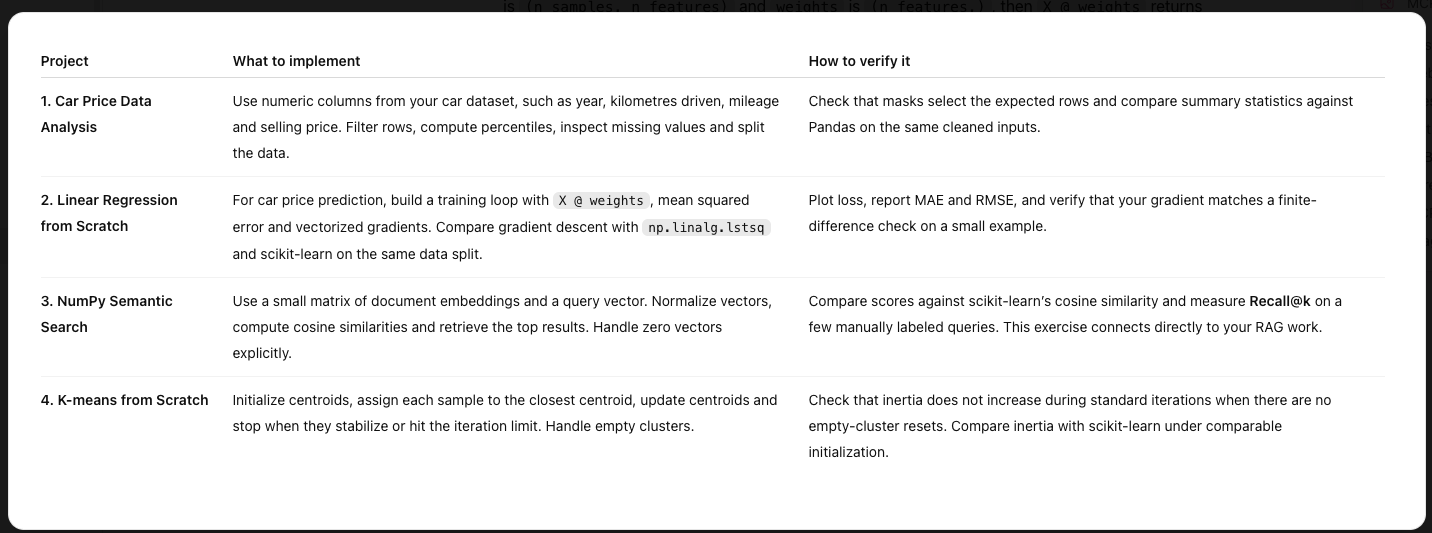 is (n_samples, n_features) and weights is (n_features,), then X @ weights returns
Project What to implement How to verify it
1. Car Price Data Analysis
Use numeric columns from your car dataset, such as year, kilometres driven, mileage
and selling price. Filter rows, compute percentiles, inspect missing values and split
the data.
Check that masks select the expected rows and compare summary statistics against
Pandas on the same cleaned inputs.
2. Linear Regression
from Scratch
For car price prediction, build a training loop with X @ weights, mean squared
error and vectorized gradients. Compare gradient descent with np.linalg.lstsq
and scikit-learn on the same data split.
Plot loss, report MAE and RMSE, and verify that your gradient matches a finite-
difference check on a small example.
3. NumPy Semantic
Search
Use a small matrix of document embeddings and a query vector. Normalize vectors,
compute cosine similarities and retrieve the top results. Handle zero vectors
explicitly.
Compare scores against scikit-learn’s cosine similarity and measure Recall@k on a
few manually labeled queries. This exercise connects directly to your RAG work.
4. K-means from Scratch
Initialize centroids, assign each sample to the closest centroid, update centroids and
stop when they stabilize or hit the iteration limit. Handle empty clusters.
Check that inertia does not increase during standard iterations when there are no
empty-cluster resets. Compare inertia with scikit-learn under comparable
initialization.